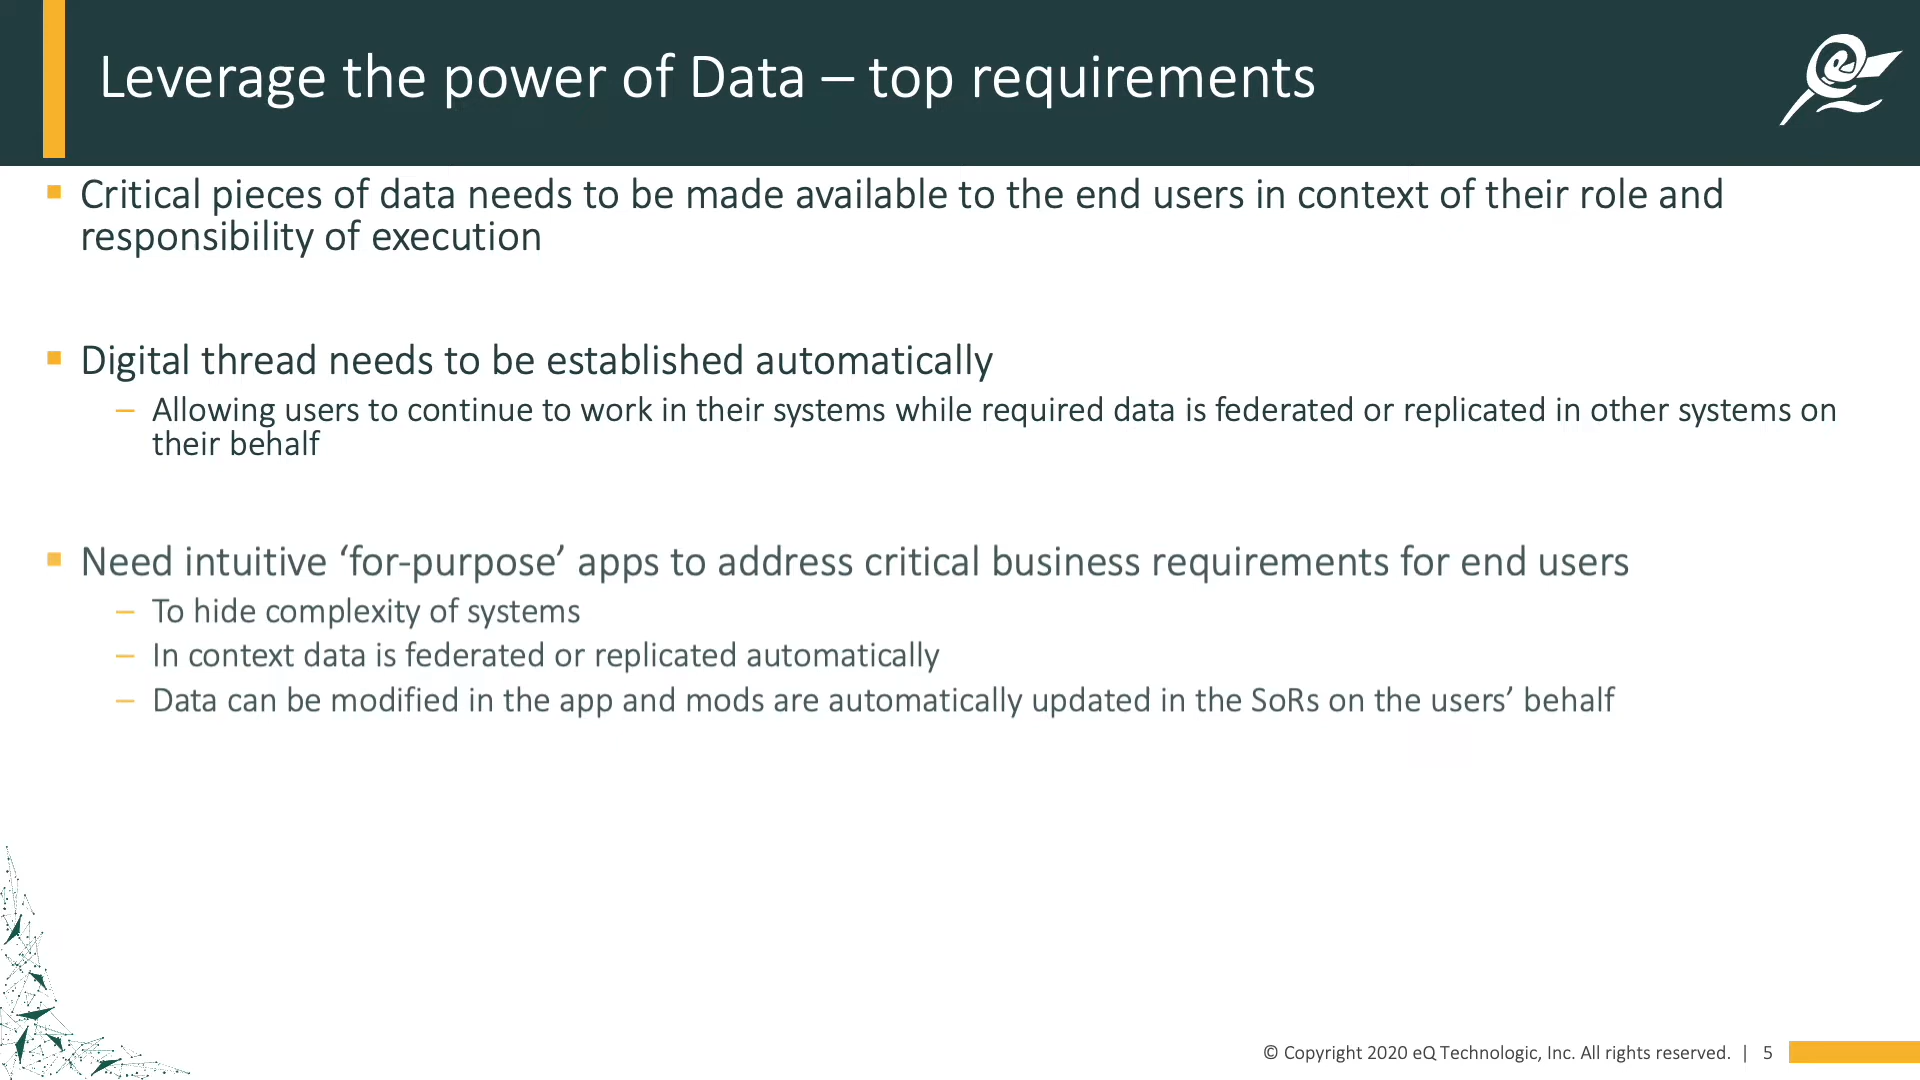 Leverage the power of Data – top requirements
▪ Critical pieces of data needs to be made available to the end users in context of their role and
responsibility of execution
▪ Digital thread needs to be established automatically
– Allowing users to continue to work in their systems while required data is federated or replicated in other systems on
their behalf
▪ Need intuitive ‘for-purpose’ apps to address critical business requirements for end users
– To hide complexity of systems
– In context data is federated or replicated automatically
– Data can be modified in the app and mods are automatically updated in the SoRs on the users’ behalf
© Copyright 2020 eQ Technologic, Inc. All rights reserved. | 5